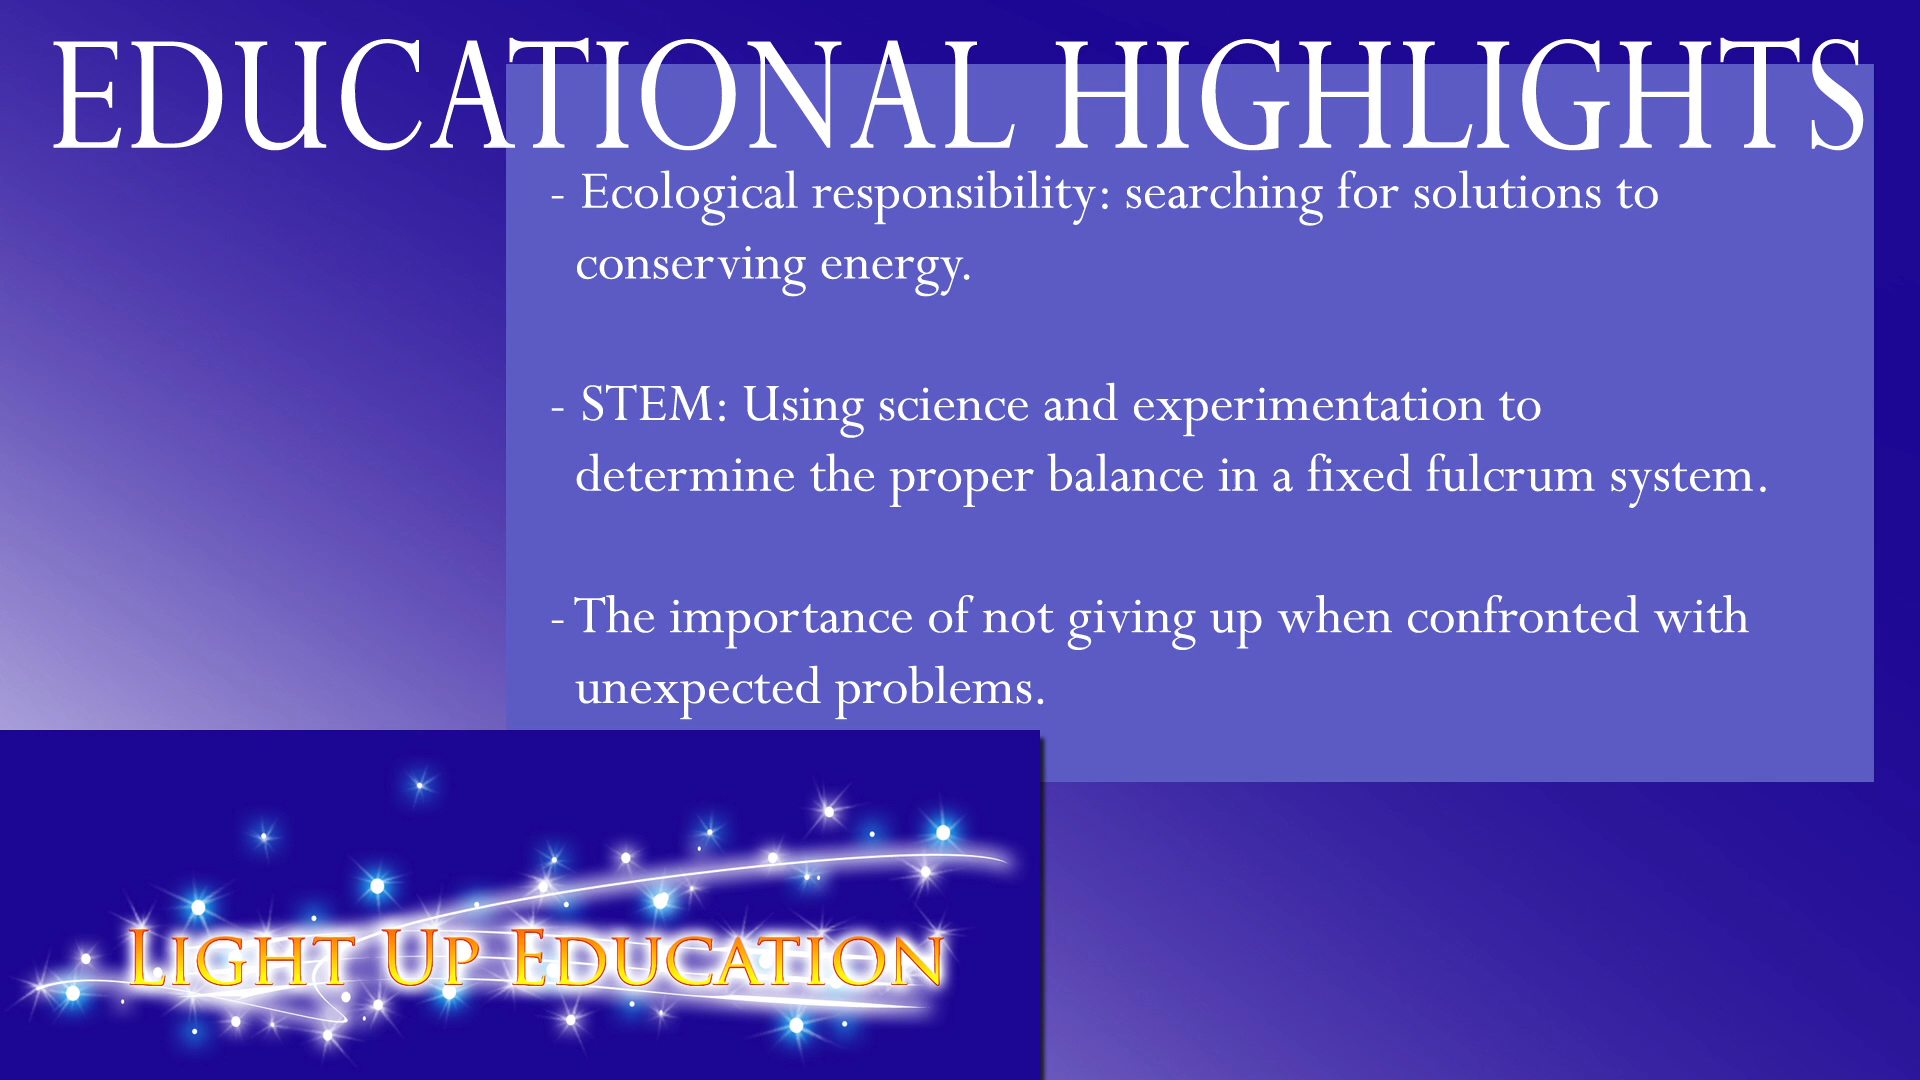 EDUCATIONAL HIGHLIGHTS
- Ecological responsibility: searching for solutions to
conserving energy.
- STEM: Using science and experimentation to
determine the proper balance in a fixed fulcrum system.
- The importance of not giving up when confronted with
unexpected problems.
LIGHT UP EDUCATION